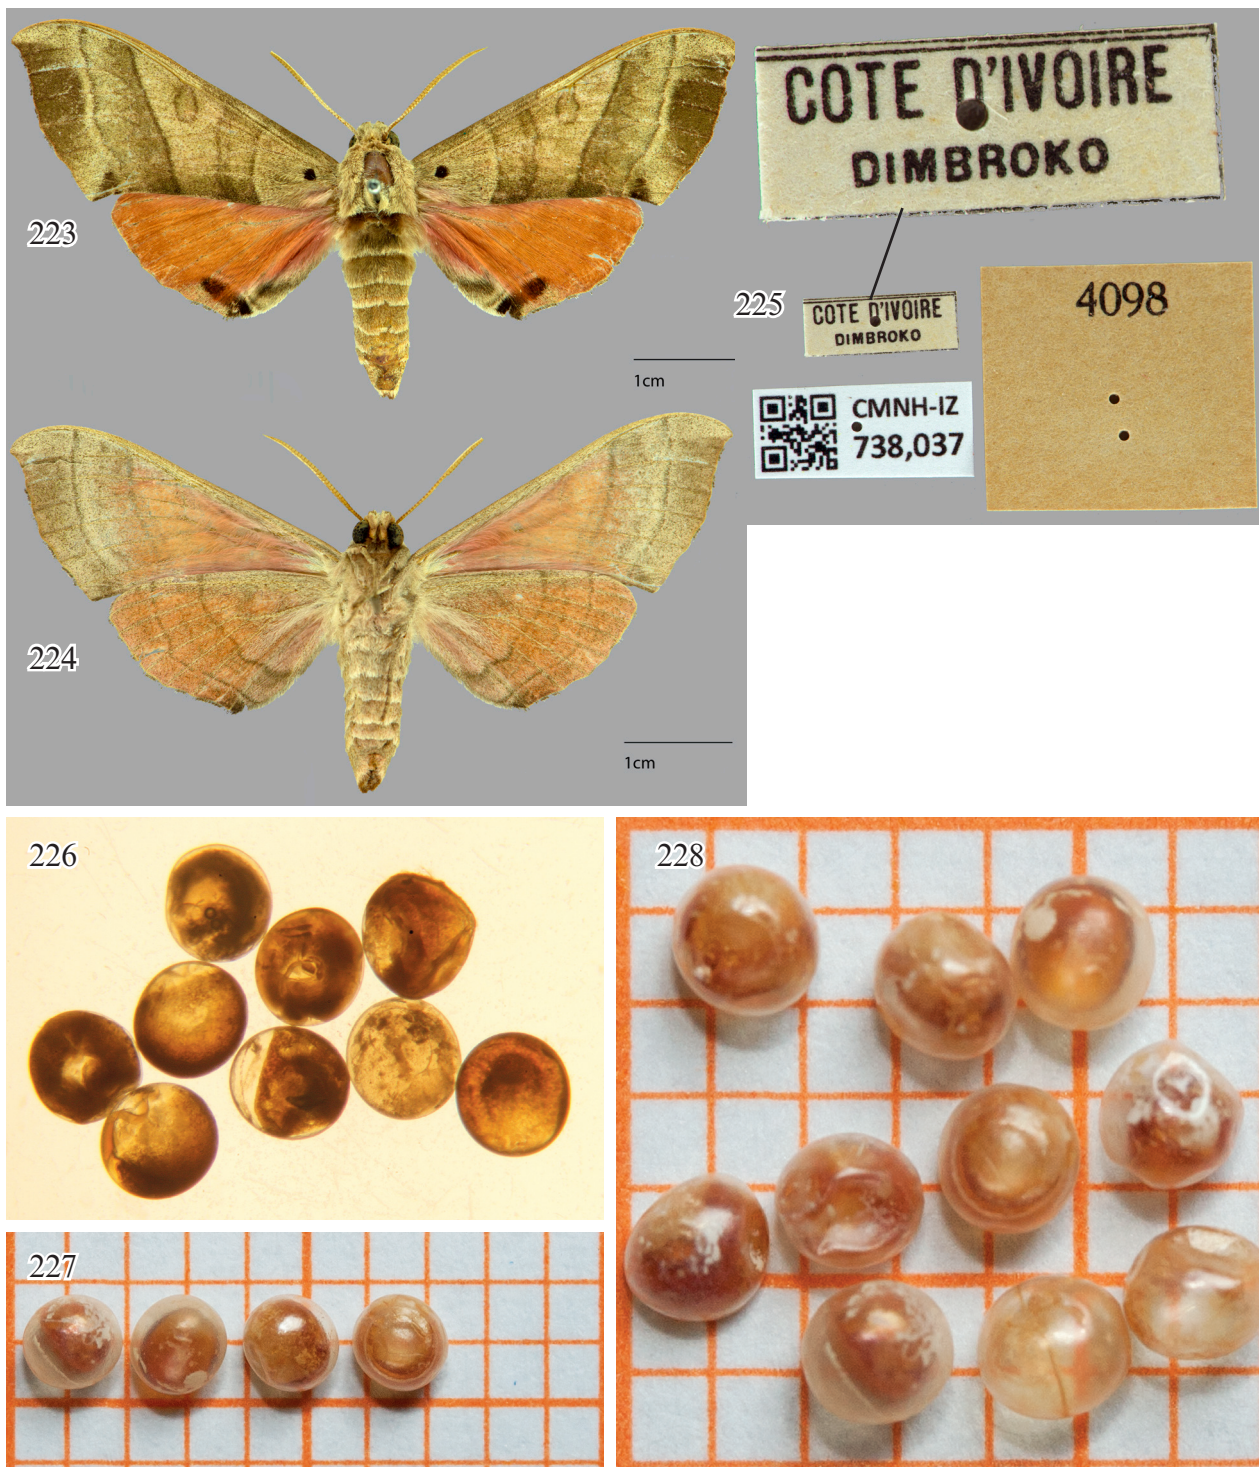 223
1cm
COTE D'IVOIRE
DIMBROKO
225
COTE D'IVOIRE
DIMBROKO
4098
CMNH-IZ
738,037
224
1cm
226
228
227